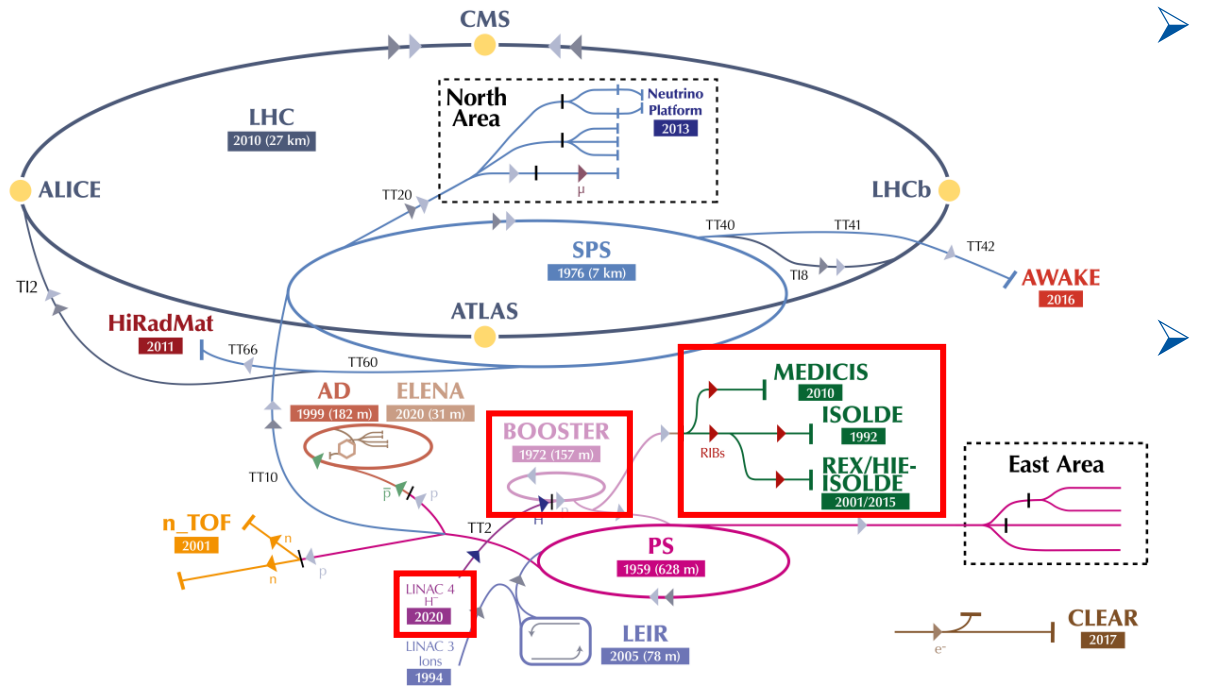 CMS
North
Area
Neutrino
Platform
2013
LHC
2010 (27 km)
μ
ALICE
LHCb
TT20
TT40
TT41
TT42
SPS
1976 (7 km)
TI8
TI2
AWAKE
2016
ATLAS
HiRadMat
2011
TT66
TT60
MEDICIS
2010
AD
1999 (182 m)
ELENA
2020 (31 m)
ISOLDE
1992
BOOSTER
1972 (157 m)
RIBs
REX/HIE-
ISOLDE
2001/2015
East Area
TT10
p̄
p
H⁻
p
TT2
n_TOF
2001
n
n
p
PS
1959 (628 m)
LINAC 4
H⁻
2020
LINAC 3
Ions
1994
LEIR
2005 (78 m)
CLEAR
2017
e⁻